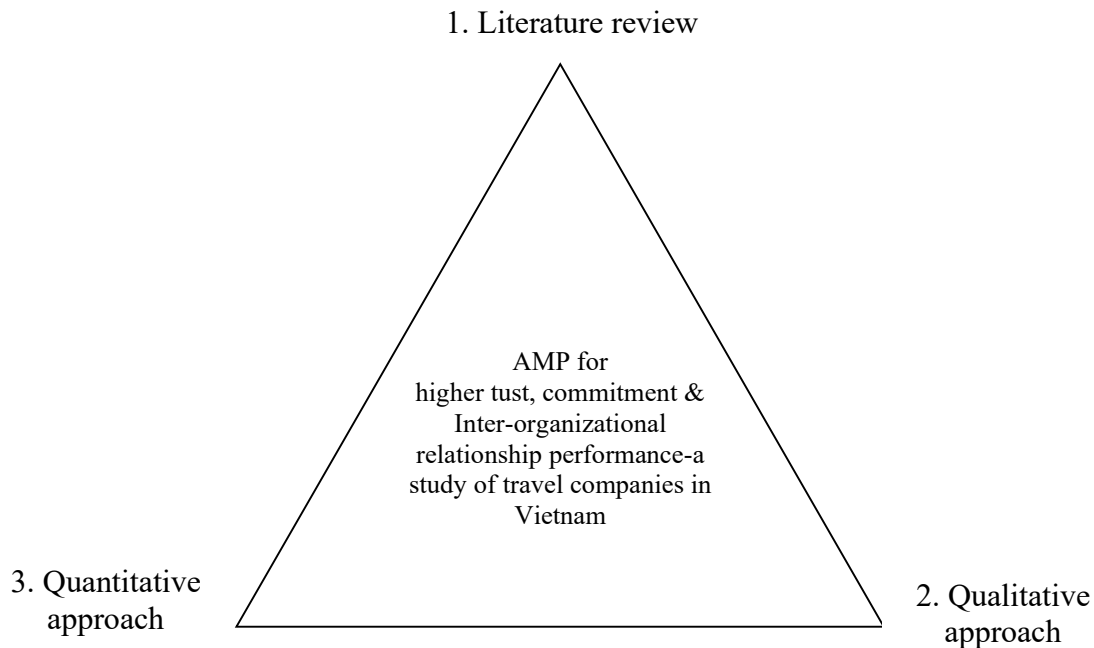 1. Literature review
AMP for
higher tust, commitment &
Inter-organizational
relationship performance-a
study of travel companies in
Vietnam
3. Quantitative
approach
2. Qualitative
approach